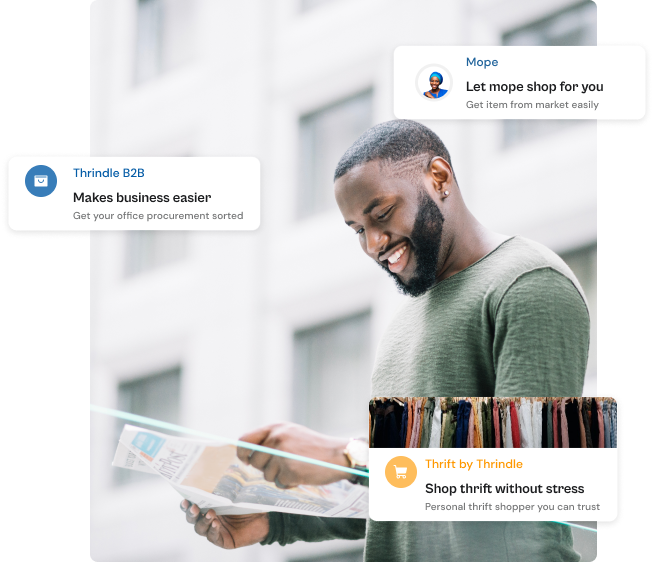 Mope
Let mope shop for you
Get item from market easily
Thrindle B2B
Makes business easier
Get your office procurement sorted
Thrift by Thrindle
Shop thrift without stress
Personal thrift shopper you can trust